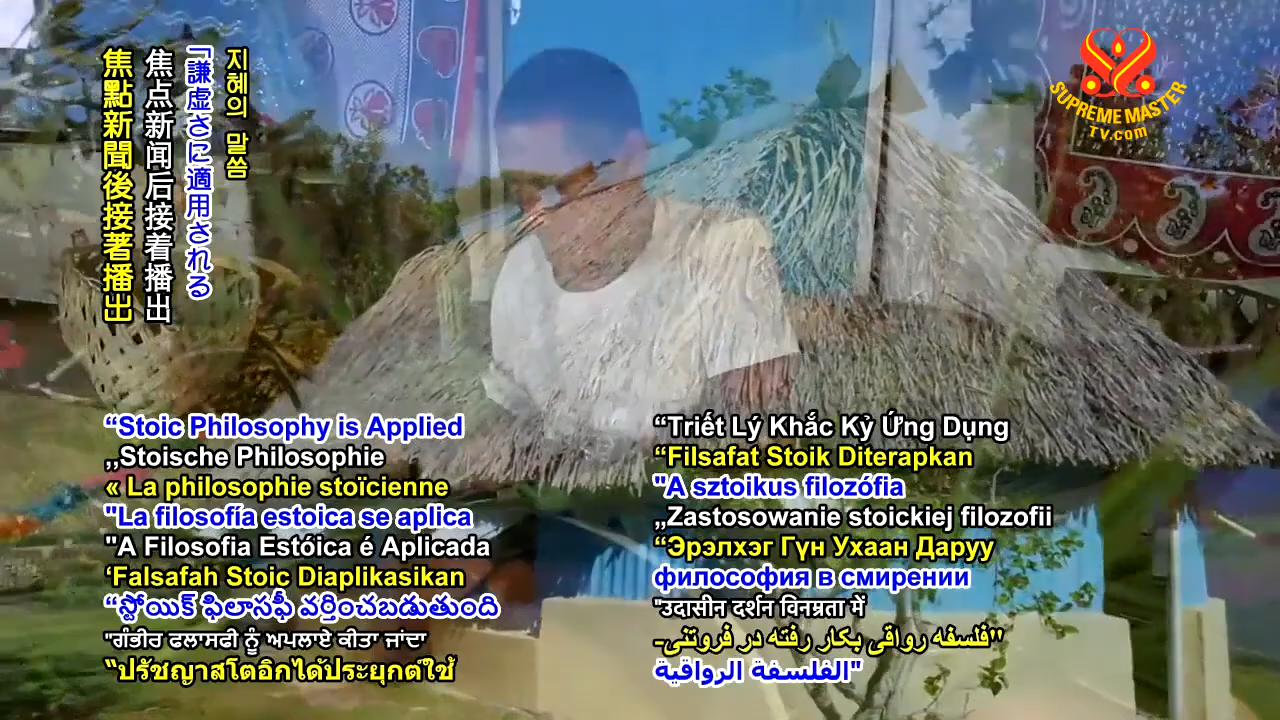 焦點新聞後接著播出
焦点新闻后接着播出
「謙虚さに適用される
지혜의 말씀
SUPREME MASTER
TV.com
“Stoic Philosophy is Applied
,,Stoische Philosophie
« La philosophie stoïcienne
"La filosofía estoica se aplica
"A Filosofia Estóica é Aplicada
‘Falsafah Stoic Diaplikasikan
“స్టోయిక్ ఫిలాసఫీ వర్తించబడుతుంది
"ਗੰਭੀਰ ਫਲਾਸਫੀ ਨੂੰ ਅਪਲਾਏ ਕੀਤਾ ਜਾਂਦਾ
“ปรัชญาสโตอิกได้ประยุกต์ใช้
“Triết Lý Khắc Kỷ Ứng Dụng
“Filsafat Stoik Diterapkan
"A sztoikus filozófia
„Zastosowanie stoickiej filozofii
“Эрэлхэг Гүн Ухаан Даруу
философия в смирении
"उदासीन दर्शन विनम्रता में
"فلسفه رواقی بکار رفته در فروتنی-
"الفلسفة الرواقية